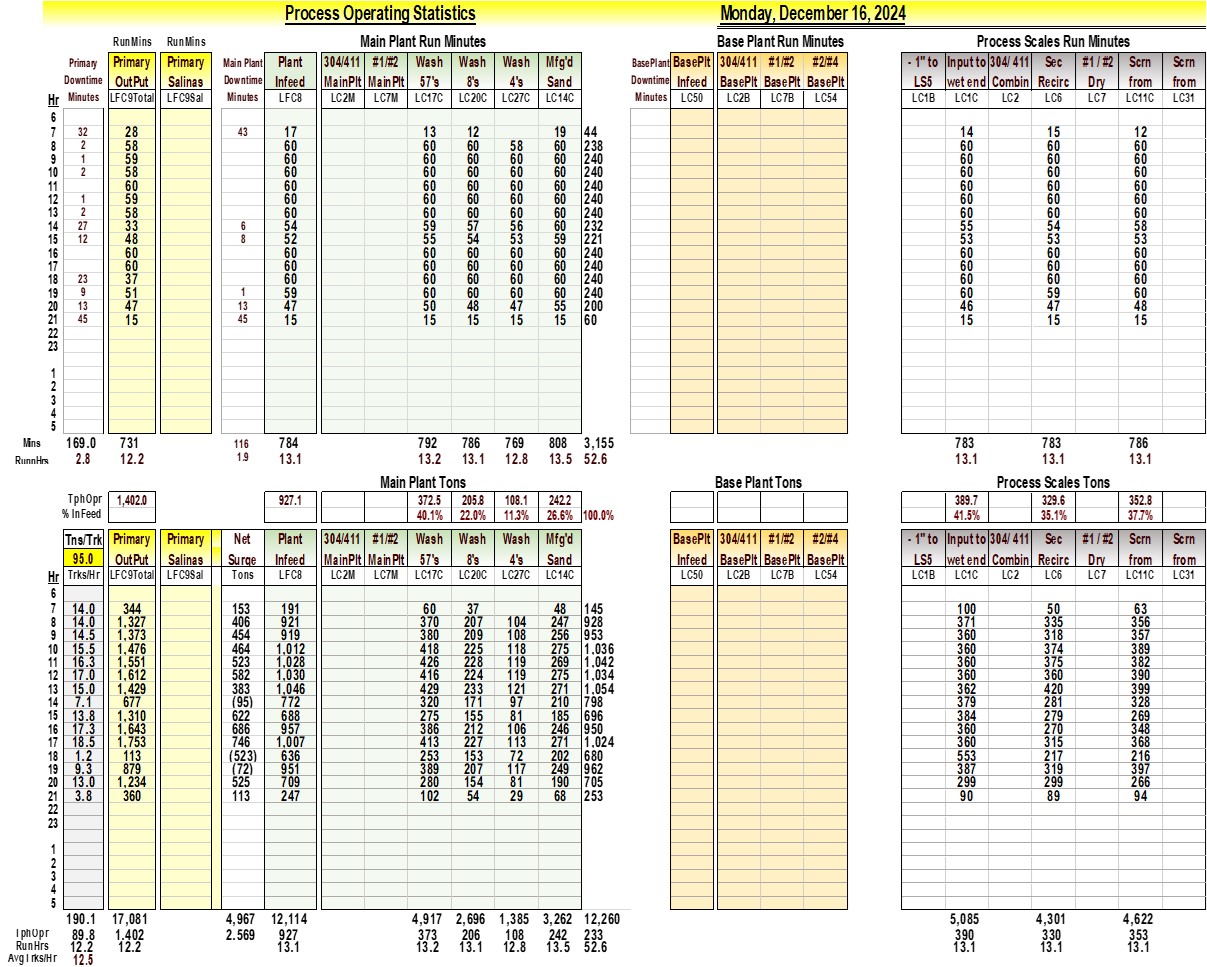 Process Operating Statistics Monday, December 16, 2024
RunMins RunMins Main Plant Run Minutes Base Plant Run Minutes Process Scales Run Minutes
Primary Primary Primary Main Plant Plant 304/411 #1/#2 Wash Wash Wash Mfg'd BasePlant BasePlt 304/411 #1/#2 #2/#4 - 1" to Input to 304/ 411 Sec #1 / #2 Scrn Scrn
Downtime OutPut Salinas Downtime Infeed MainPlt MainPlt 57's 8's 4's Sand Downtime Infeed BasePlt BasePlt BasePlt LS5 wet end Combin Recirc Dry from from
Hr Minutes LFC9Total LFC9Sal Minutes LFC8 LC2M LC7M LC17C LC20C LC27C LC14C Minutes LC50 LC2B LC7B LC54 LC1B LC1C LC2 LC6 LC7 LC11C LC31
6
7 32 28 43 17 13 12 19 44 14 15 12
8 2 58 60 60 60 58 60 238 60 60 60
9 1 59 60 60 60 60 60 240 60 60 60
10 2 58 60 60 60 60 60 240 60 60 60
11 60 60 60 60 60 60 240 60 60 60
12 1 59 60 60 60 60 60 240 60 60 60
13 2 58 60 60 60 60 60 240 60 60 60
14 27 33 6 54 59 57 56 60 232 55 54 58
15 12 48 8 52 55 54 53 59 221 53 53 53
16 60 60 60 60 60 60 240 60 60 60
17 60 60 60 60 60 60 240 60 60 60
18 23 37 60 60 60 60 60 240 60 60 60
19 9 51 1 59 60 60 60 60 240 60 59 60
20 13 47 13 47 50 48 47 55 200 46 47 48
21 45 15 45 15 15 15 15 15 60 15 15 15
22
23
1
2
3
4
5
Mins 169.0 731 116 784 792 786 769 808 3,155 783 783 786
RunnHrs 2.8 12.2 1.9 13.1 13.2 13.1 12.8 13.5 52.6 13.1 13.1 13.1
Main Plant Tons Base Plant Tons Process Scales Tons
TphOpr 1,402.0 927.1 372.5 205.8 108.1 242.2 389.7 329.6 352.8
% InFeed 40.1% 22.0% 11.3% 26.6% 100.0% 41.5% 35.1% 37.7%
Tns/Trk Primary Primary Net Plant 304/411 #1/#2 Wash Wash Wash Mfg'd BasePlt 304/411 #1/#2 #2/#4 - 1" to Input to 304/ 411 Sec #1 / #2 Scrn Scrn
95.0 OutPut Salinas Surge Infeed MainPlt MainPlt 57's 8's 4's Sand Infeed BasePlt BasePlt BasePlt LS5 wet end Combin Recirc Dry from from
Hr Trks/Hr LFC9Total LFC9Sal Tons LFC8 LC2M LC7M LC17C LC20C LC27C LC14C LC50 LC2B LC7B LC54 LC1B LC1C LC2 LC6 LC7 LC11C LC31
6
7 14.0 344 153 191 60 37 48 145 100 50 63
8 14.0 1,327 406 921 370 207 104 247 928 371 335 356
9 14.5 1,373 454 919 380 209 108 256 953 360 318 357
10 15.5 1,476 464 1,012 418 225 118 275 1,036 360 374 389
11 16.3 1,551 523 1,028 426 228 119 269 1,042 360 375 382
12 17.0 1,612 582 1,030 416 224 119 275 1,034 360 360 390
13 15.0 1,429 383 1,046 429 233 121 271 1,054 362 420 399
14 7.1 677 (95) 772 320 171 97 210 798 379 281 328
15 13.8 1,310 622 688 275 155 81 185 696 384 279 269
16 17.3 1,643 686 957 386 212 106 246 950 360 270 348
17 18.5 1,753 746 1,007 413 227 113 271 1,024 360 315 368
18 1.2 113 (523) 636 253 153 72 202 680 553 217 216
19 9.3 879 (72) 951 389 207 117 249 962 387 319 397
20 13.0 1,234 525 709 280 154 81 190 705 299 299 266
21 3.8 360 113 247 102 54 29 68 253 90 89 94
22
23
1
2
3
4
5
190.1 17,081 4,967 12,114 4,917 2,696 1,385 3,262 12,260 5,085 4,301 4,622
TphOpr 89.8 1.402 2.569 927 373 206 108 242 233 390 330 353
RunHrs 12.2 12.2 13.1 13.2 13.1 12.8 13.5 52.6 13.1 13.1 13.1
AvgTrks/Hr 12.5